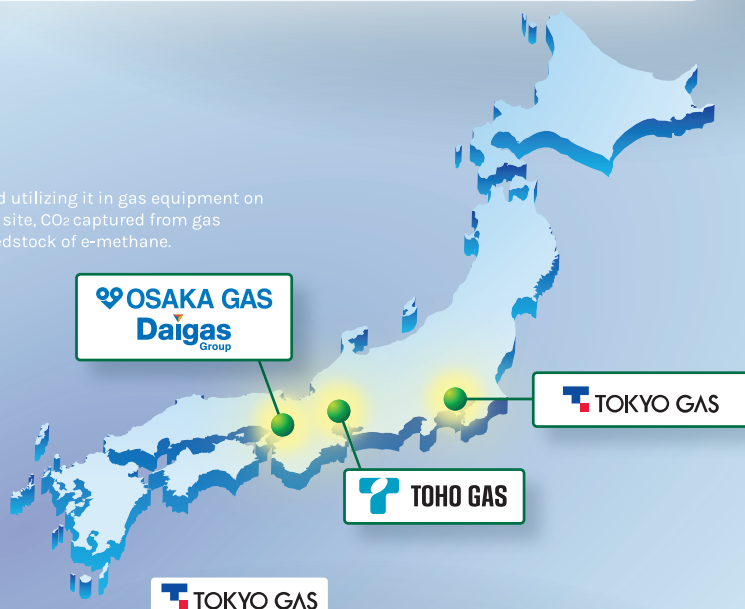 d utilizing it in gas equipment on
site, CO2 captured from gas
edstock of e-methane.
OSAKA GAS
Daigas
Group
TOKYO GAS
TOHO GAS
TOKYO GAS